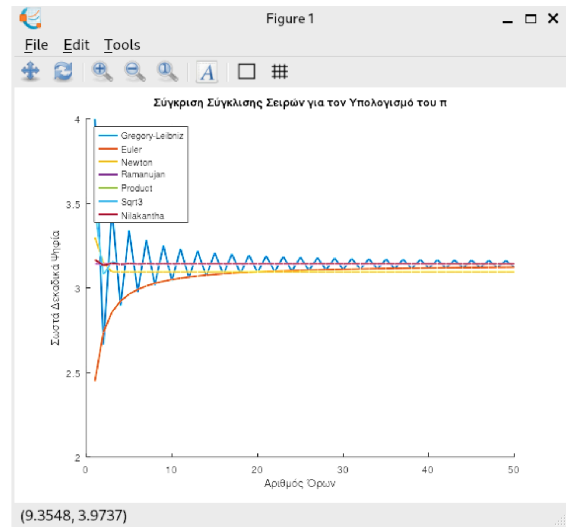 Figure 1
File Edit Tools
A
Σύγκριση Σύγκλισης Σειρών για τον Υπολογισμό του π
Σωστά Δεκαδικά Ψηφία
4
3.5
3
2.5
2
Gregory-Leibniz
Euler
Newton
Ramanujan
Product
Sqrt3
Nilakantha
0 10 20 30 40 50
Αριθμός Όρων
(9.3548, 3.9737)